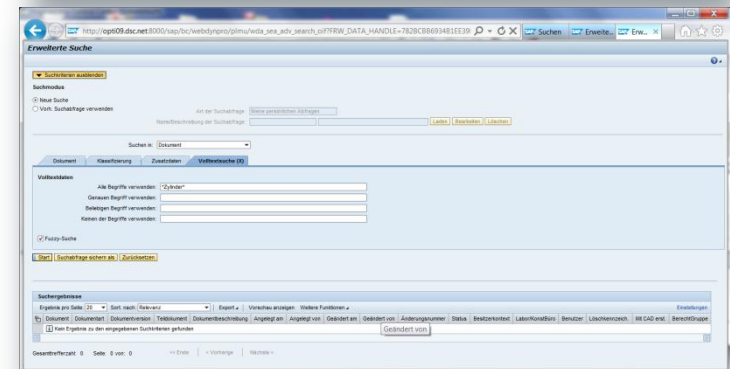 http://opti09.dsc.net:8000/sap/bc/webdynpro/plmu/wda_sea_adv_search_oif?FRW_DATA_HANDLE=782BCBB6934B1EE39
Suchen
Erweite...
Erw...
Erweiterte Suche
Suchkriterien ausblenden
Suchmodus
Neue Suche
Vorh. Suchabfrage verwenden
Art der Suchabfrage: Meine persönlichen Abfragen
Name/Beschreibung der Suchabfrage:
Laden Bearbeiten Löschen
Suchen in: Dokument
Dokument Klassifizierung Zusatzdaten Volltextsuche (X)
Volltextdaten
Alle Begriffe verwenden: *Zylinder*
Genauen Begriff verwenden:
Beliebigen Begriff verwenden:
Keinen der Begriffe verwenden:
Fuzzy-Suche
Start Suchabfrage sichern als Zurücksetzen
Suchergebnisse
Ergebnis pro Seite: 20 Sort. nach: Relevanz Export Vorschau anzeigen Weitere Funktionen Einstellungen
Dokument Dokumentart Dokumentversion Teildokument Dokumentbeschreibung Angelegt am Angelegt von Geändert am Geändert von Änderungsnummer Status Besitzerkontext Labor/KonstBüro Benutzer Löschkennzeich. Mit CAD erst. BerechtGruppe
Kein Ergebnis zu den eingegebenen Suchkriterien gefunden
Geändert von
Gesamttrefferzahl: 0 Seite: 0 von: 0 << Erste < Vorherige Nächste >